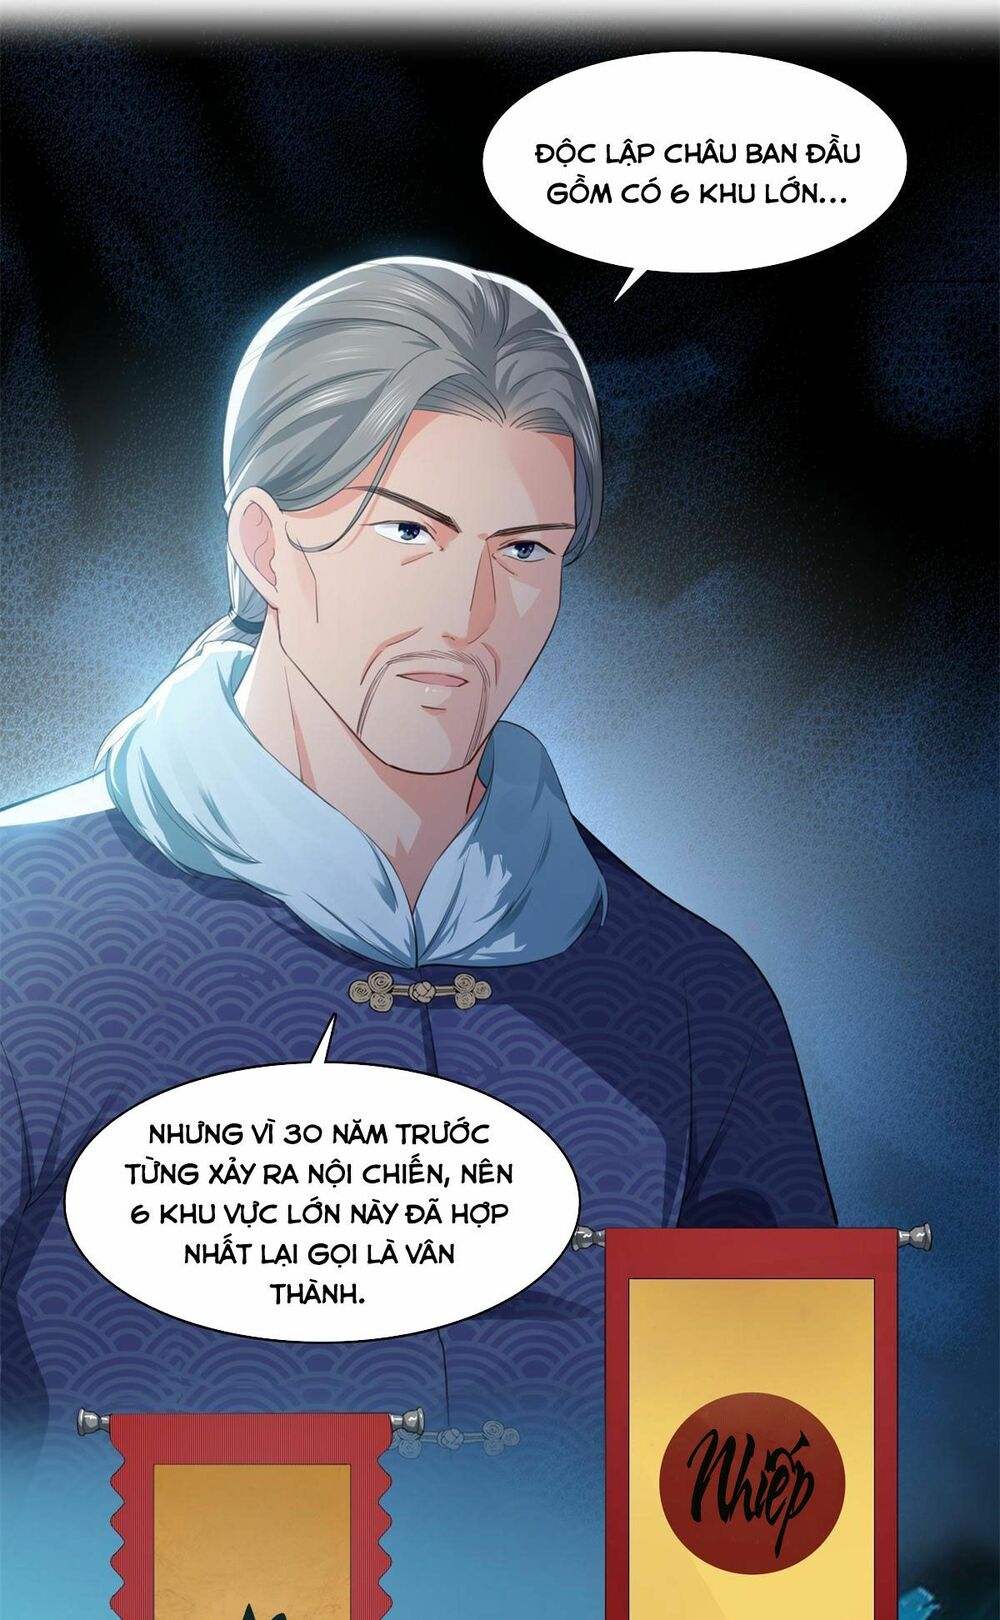 ĐỘC LẬP CHÂU BAN ĐẦU
GỒM CÓ 6 KHU LỚN...
NHƯNG VÌ 30 NĂM TRƯỚC
TỪNG XẢY RA NỘI CHIẾN, NÊN
6 KHU VỰC LỚN NÀY ĐÃ HỢP
NHẤT LẠI GỌI LÀ VÂN
THÀNH.
Nhiếp